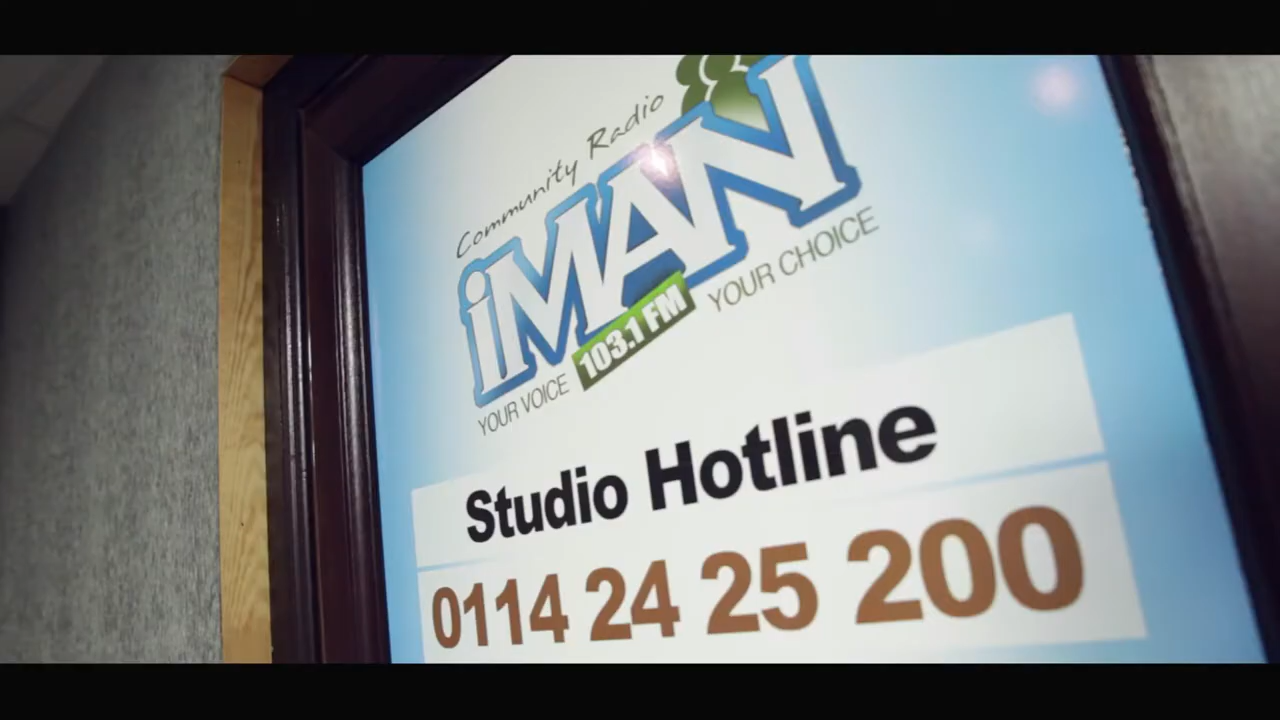 Community Radio
iMAN
103.1 FM
YOUR VOICE YOUR CHOICE
Studio Hotline
0114 24 25 200